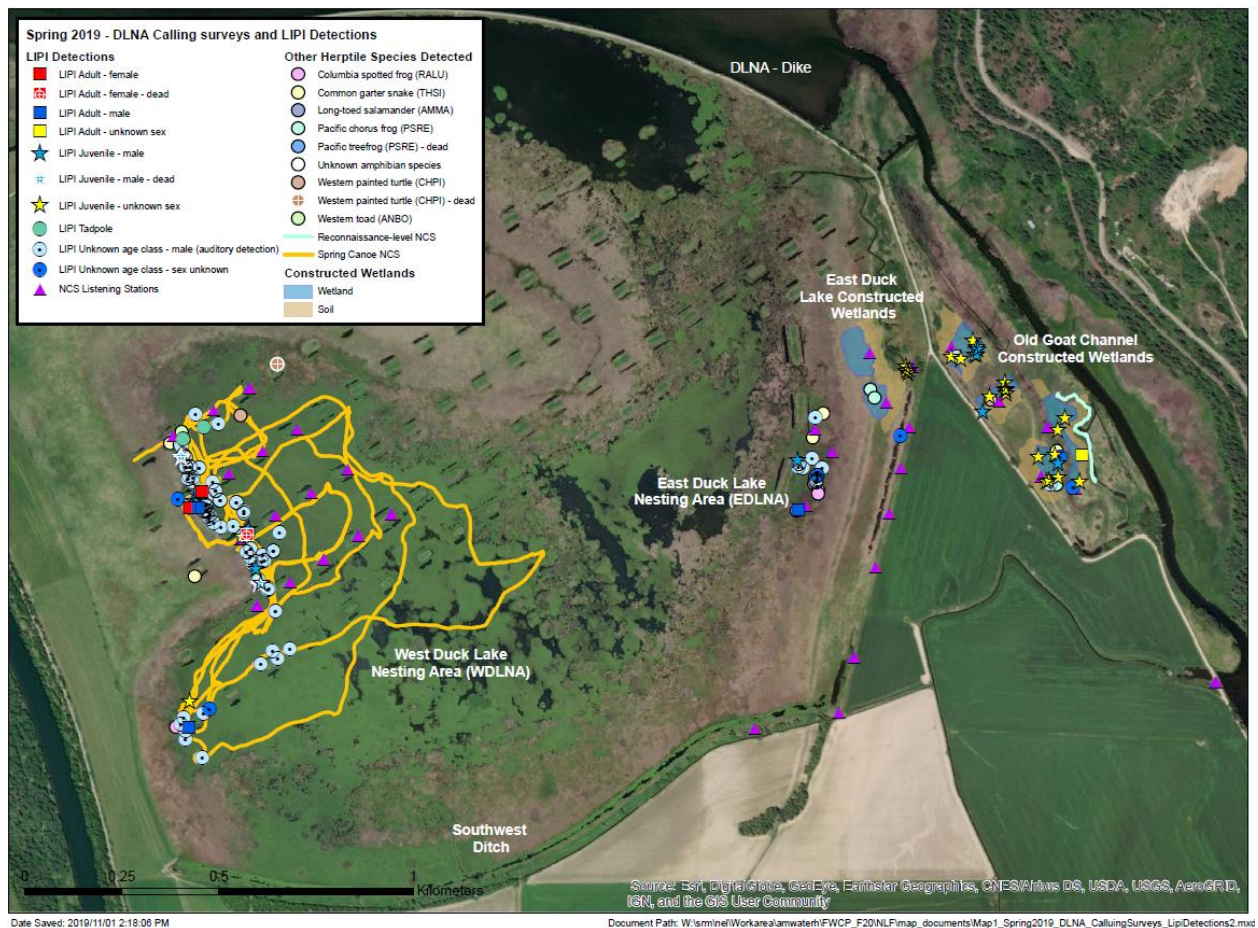 Spring 2019 - DLNA Calling surveys and LIPI Detections
LIPI Detections
LIPI Adult - female
LIPI Adult - female - dead
LIPI Adult - male
LIPI Adult - unknown sex
LIPI Juvenile - male
LIPI Juvenile - male - dead
LIPI Juvenile - unknown sex
LIPI Tadpole
LIPI Unknown age class - male (auditory detection)
LIPI Unknown age class - sex unknown
NCS Listening Stations
Other Herptile Species Detected
Columbia spotted frog (RALU)
Common garter snake (THSI)
Long-toed salamander (AMMA)
Pacific chorus frog (PSRE)
Pacific treefrog (PSRE) - dead
Unknown amphibian species
Western painted turtle (CHPI)
Western painted turtle (CHPI) - dead
Western toad (ANBO)
Reconnaissance-level NCS
Spring Canoe NCS
Constructed Wetlands
Wetland
Soil
DLNA - Dike
East Duck
Lake Constructed
Wetlands
Old Goat Channel
Constructed Wetlands
East Duck Lake
Nesting Area (EDLNA)
West Duck Lake
Nesting Area (WDLNA)
Southwest
Ditch
0 0.25 0.5 1
Kilometers
Source: Esri, DigitalGlobe, GeoEye, Earthstar Geographics, CNES/Airbus DS, USDA, USGS, AeroGRID,
IGN, and the GIS User Community
Date Saved: 2019/11/01 2:18:06 PM
Document Path: W:\srm\nel\Workarea\amwaterh\FWCP_F20\NLF\map_documents\Map1_Spring2019_DLNA_CalluingSurveys_LipiDetections2.mxd